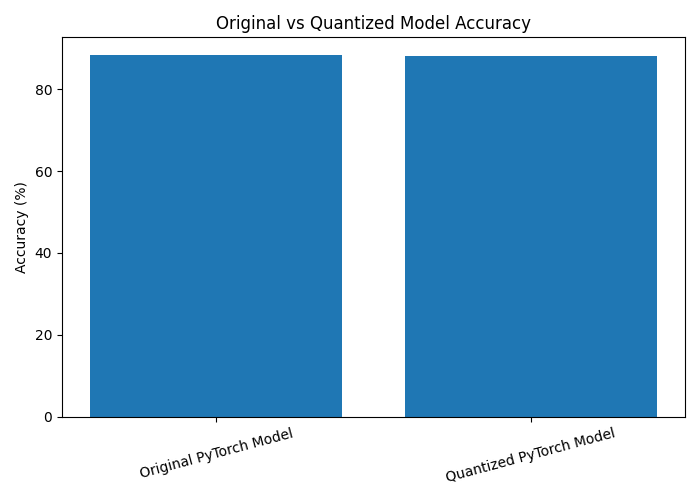 Original vs Quantized Model Accuracy
Accuracy (%)
80
60
40
20
0
Original PyTorch Model
Quantized PyTorch Model